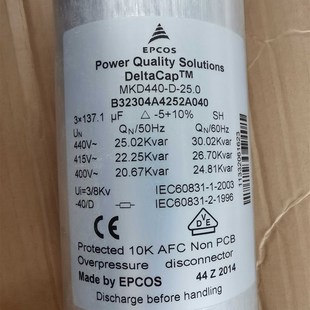 EPCOS
Power Quality Solutions
DeltaCap™
MKD440-D-25.0
B32304A4252A040
3×137.1 µF △ -5+10% SH
UN QN/50Hz QN/60Hz
440V~ 25.02Kvar 30.02Kvar
415V~ 22.25Kvar 26.70Kvar
400V~ 20.67Kvar 24.81Kvar
Ui=3/8Kv IEC60831-1-2003
-40/D IEC60831-2-1996
CE VDE
Protected 10K AFC Non PCB
Overpressure disconnector
Made by EPCOS 44 Z 2014
Discharge before handling